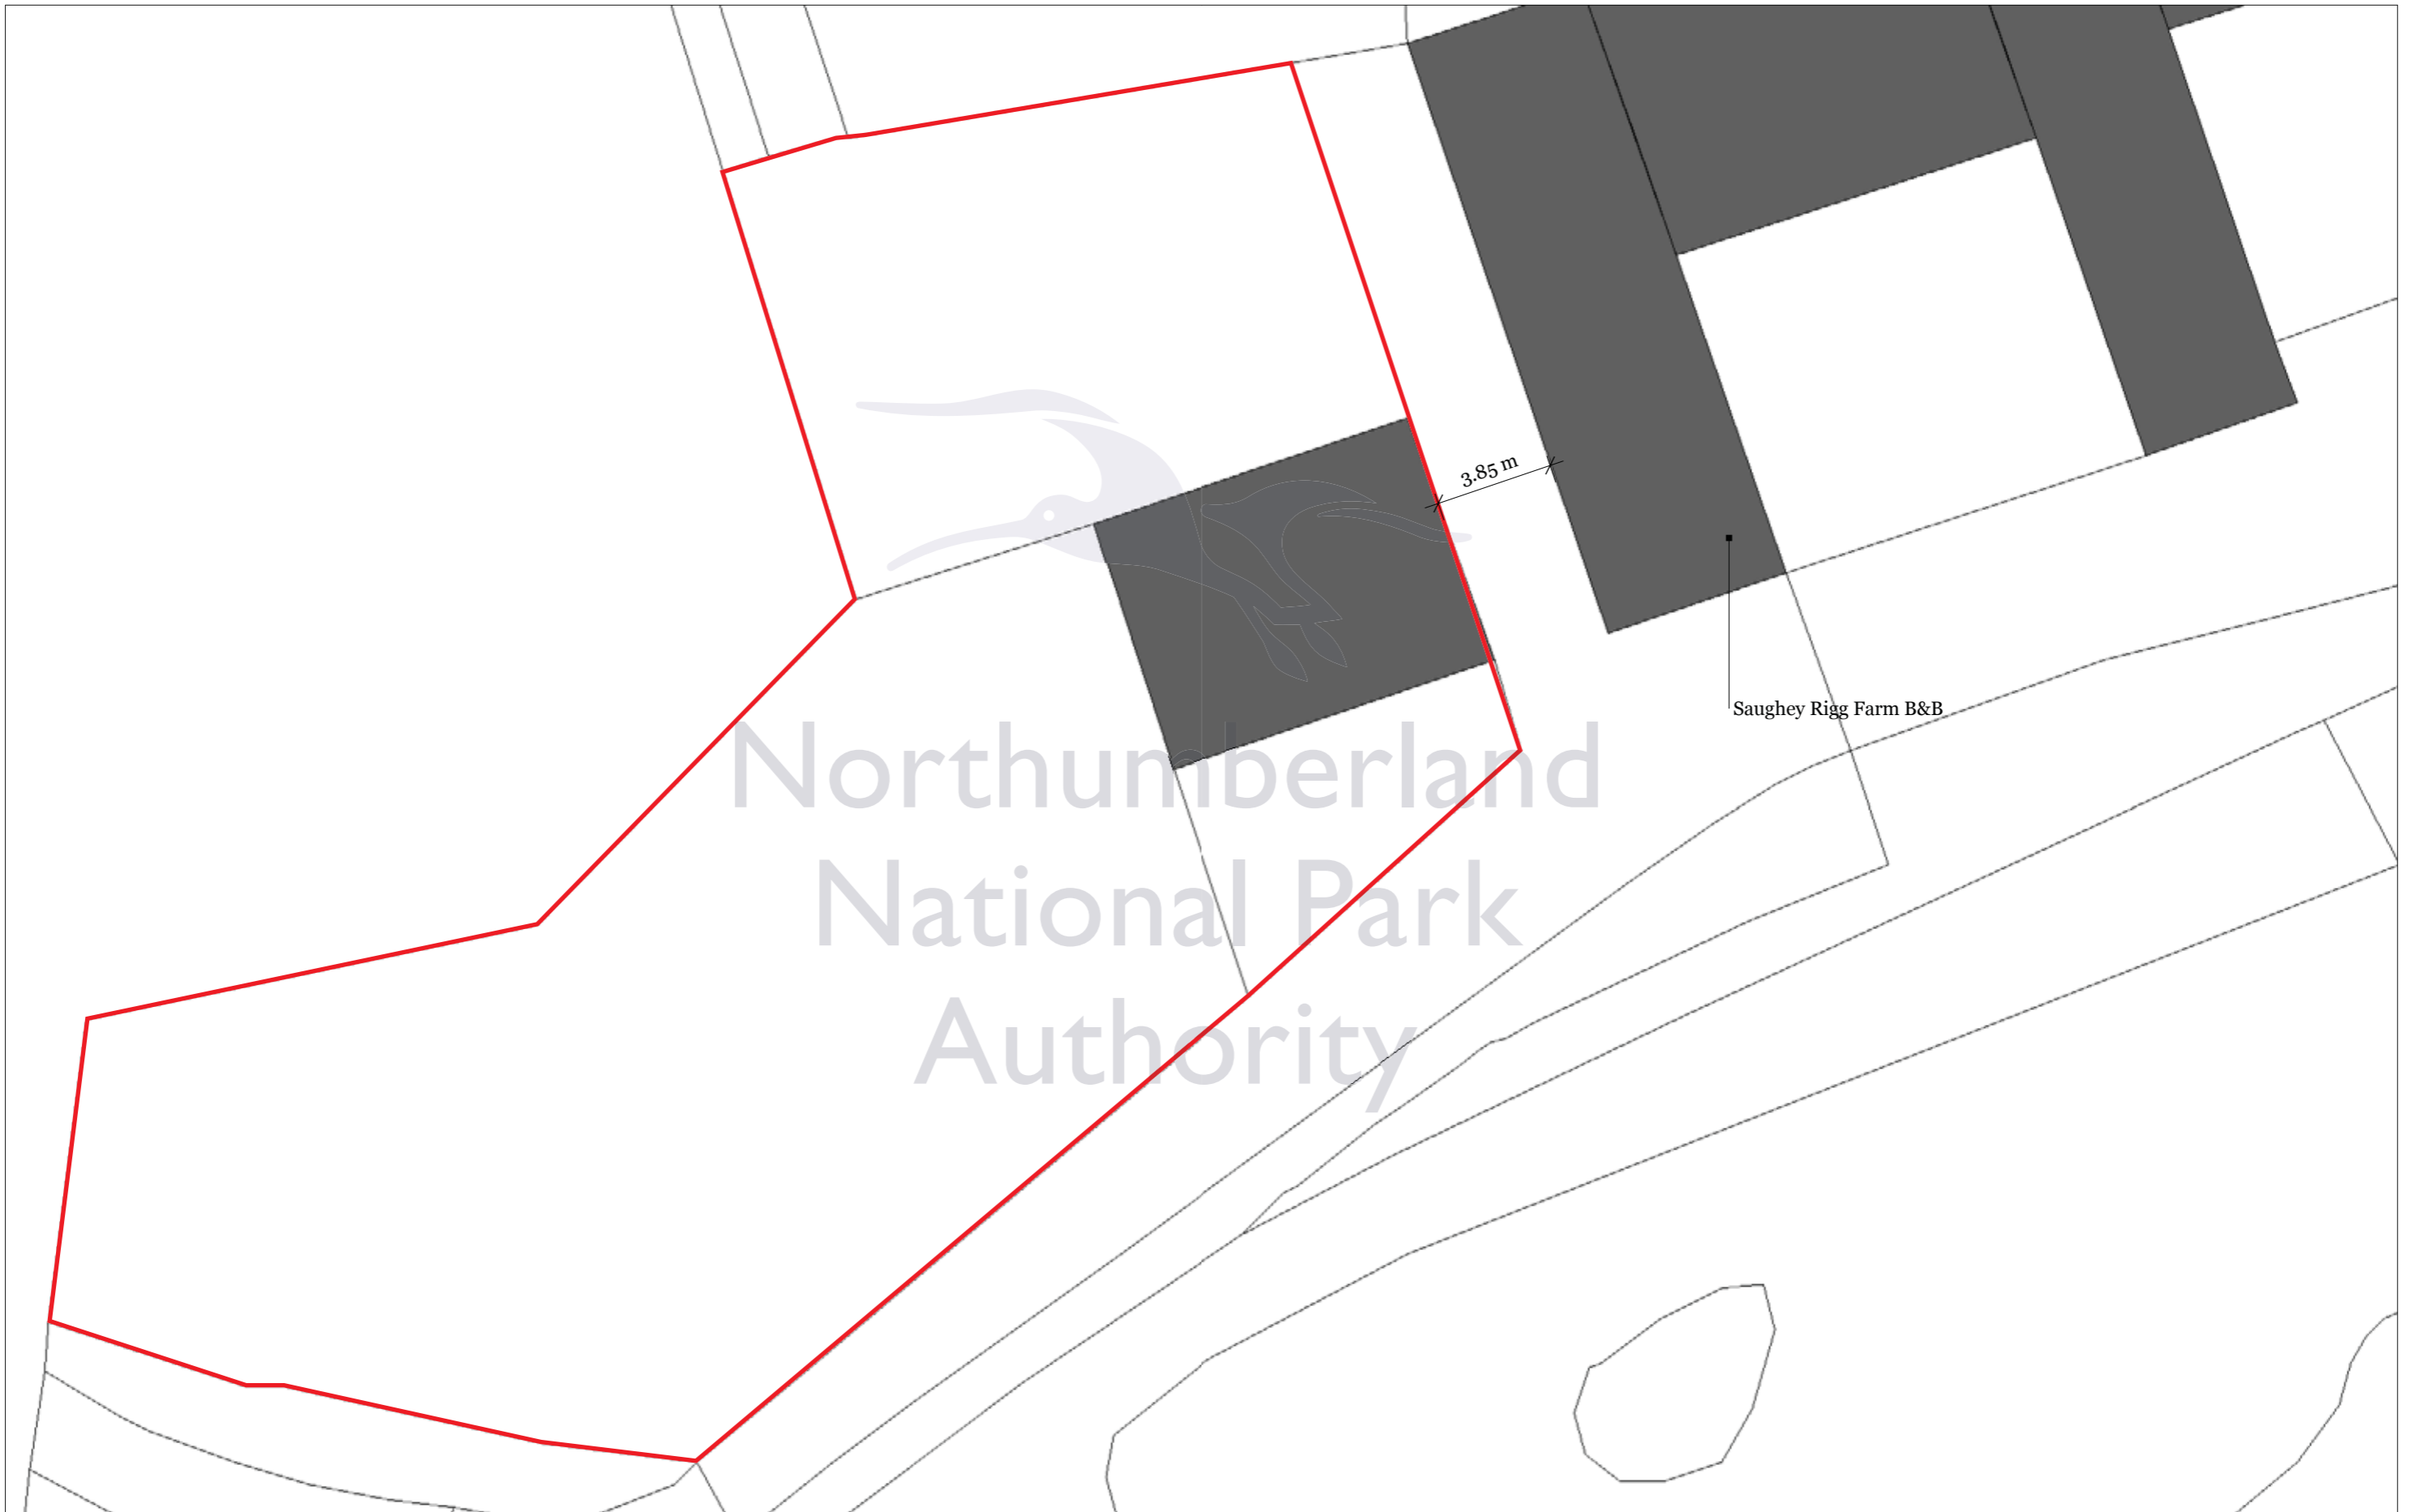 3.85 m
Saughey Rigg Farm B&B
Northumberland
National Park
Authority